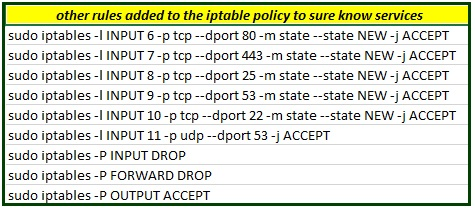 other rules added to the iptable policy to sure know services
sudo iptables -I INPUT 6 -p tcp --dport 80 -m state --state NEW -j ACCEPT
sudo iptables -I INPUT 7 -p tcp --dport 443 -m state --state NEW -j ACCEPT
sudo iptables -I INPUT 8 -p tcp --dport 25 -m state --state NEW -j ACCEPT
sudo iptables -I INPUT 9 -p tcp --dport 53 -m state --state NEW -j ACCEPT
sudo iptables -I INPUT 10 -p tcp --dport 22 -m state --state NEW -j ACCEPT
sudo iptables -I INPUT 11 -p udp --dport 53 -j ACCEPT
sudo iptables -P INPUT DROP
sudo iptables -P FORWARD DROP
sudo iptables -P OUTPUT ACCEPT